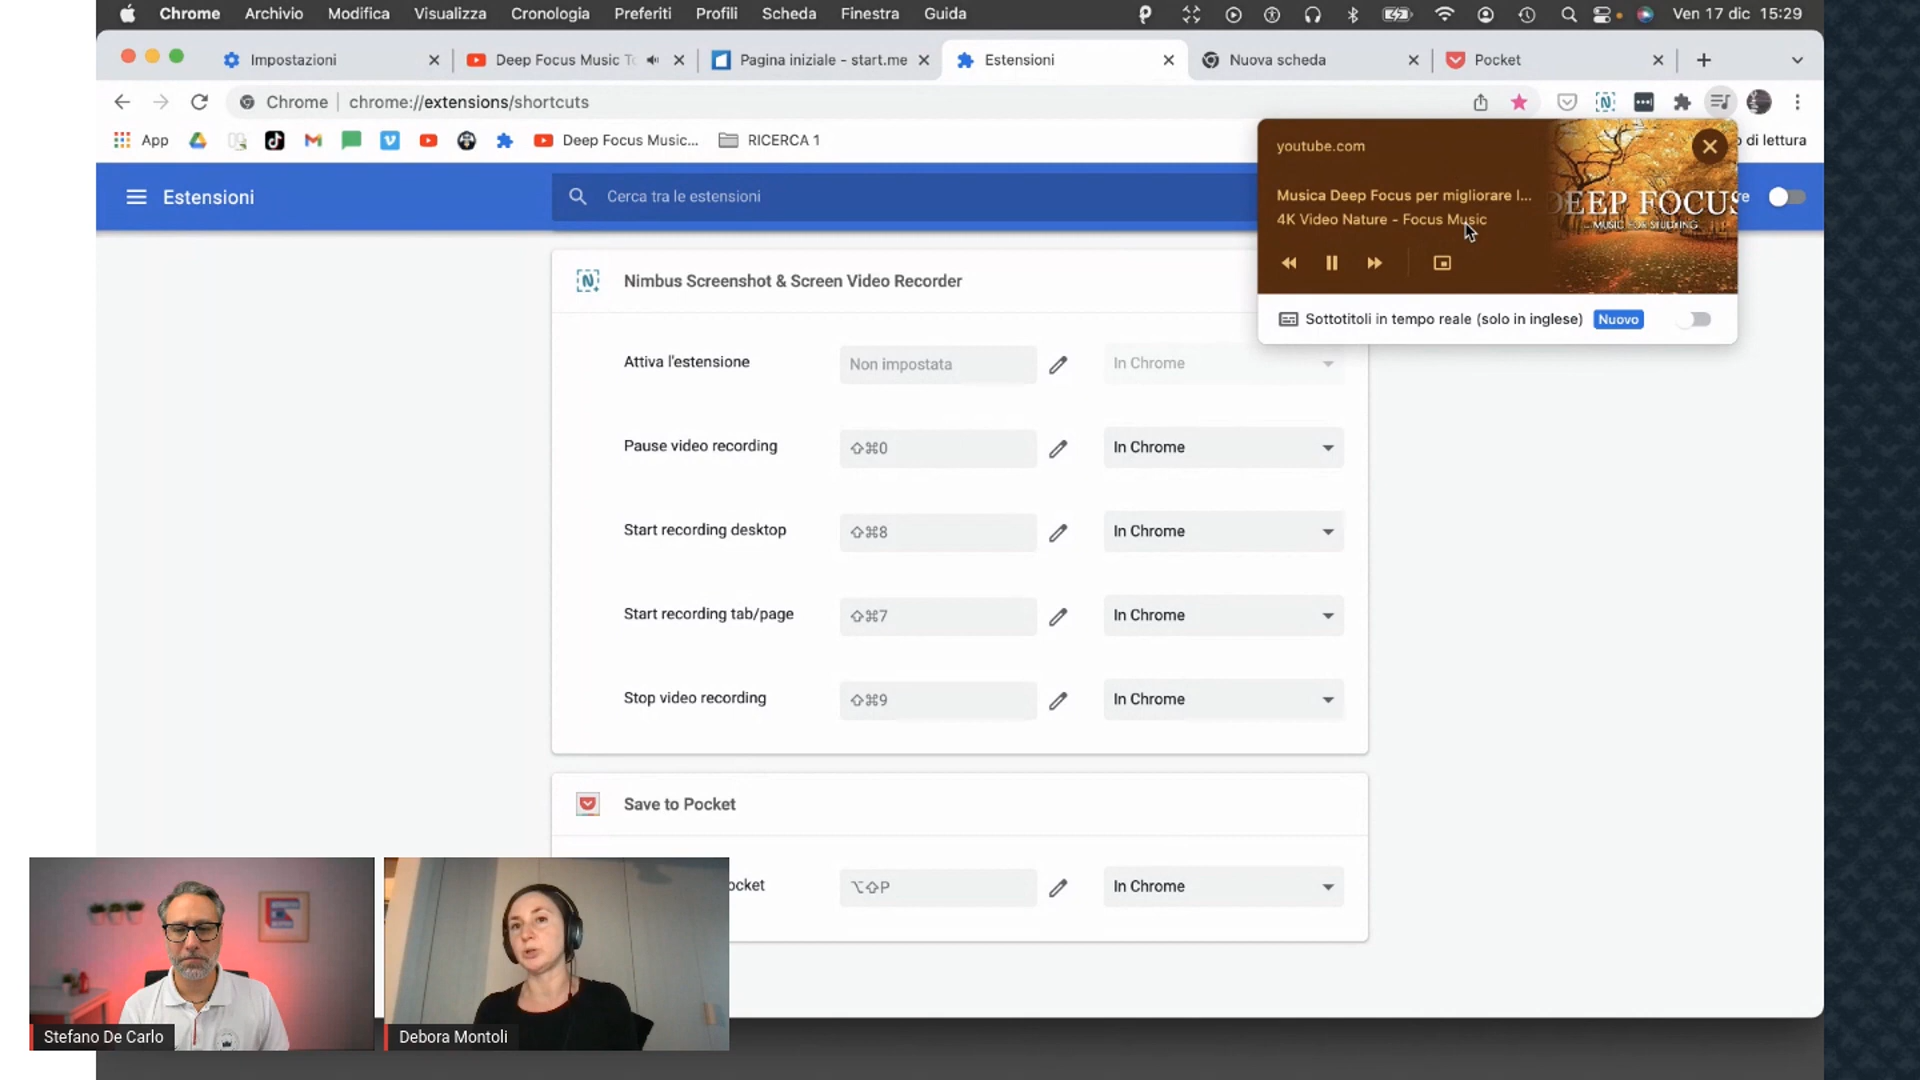 Chrome Archivio Modifica Visualizza Cronologia Preferiti Profili Scheda Finestra Guida Ven 17 dic 15:29
Impostazioni Deep Focus Music To Pagina iniziale - start.me Estensioni Nuova scheda Pocket
Chrome chrome://extensions/shortcuts
App Deep Focus Music... RICERCA 1 o di lettura
Estensioni Cerca tra le estensioni re
youtube.com
Musica Deep Focus per migliorare l...
4K Video Nature - Focus Music
DEEP FOCUS
MUSIC FOR STUDYING
Sottotitoli in tempo reale (solo in inglese) Nuovo
Nimbus Screenshot & Screen Video Recorder
Attiva l'estensione Non impostata In Chrome
Pause video recording ⇧⌘0 In Chrome
Start recording desktop ⇧⌘8 In Chrome
Start recording tab/page ⇧⌘7 In Chrome
Stop video recording ⇧⌘9 In Chrome
Save to Pocket
ocket ⌥⇧P In Chrome
Stefano De Carlo
Debora Montoli